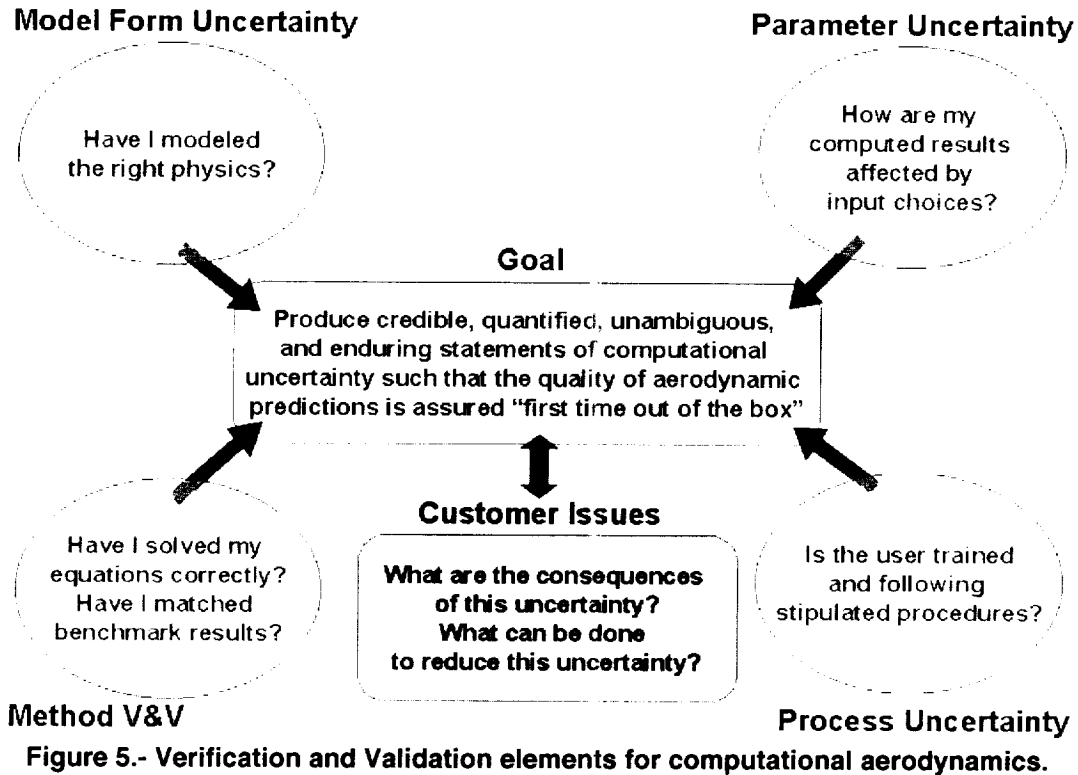 Model Form Uncertainty
Parameter Uncertainty
Have I modeled
the right physics?
How are my
computed results
affected by
input choices?
Goal
Produce credible, quantified, unambiguous,
and enduring statements of computational
uncertainty such that the quality of aerodynamic
predictions is assured "first time out of the box"
Customer Issues
Have I solved my
equations correctly?
Have I matched
benchmark results?
What are the consequences
of this uncertainty?
What can be done
to reduce this uncertainty?
Is the user trained
and following
stipulated procedures?
Method V&V
Process Uncertainty
Figure 5.- Verification and Validation elements for computational aerodynamics.